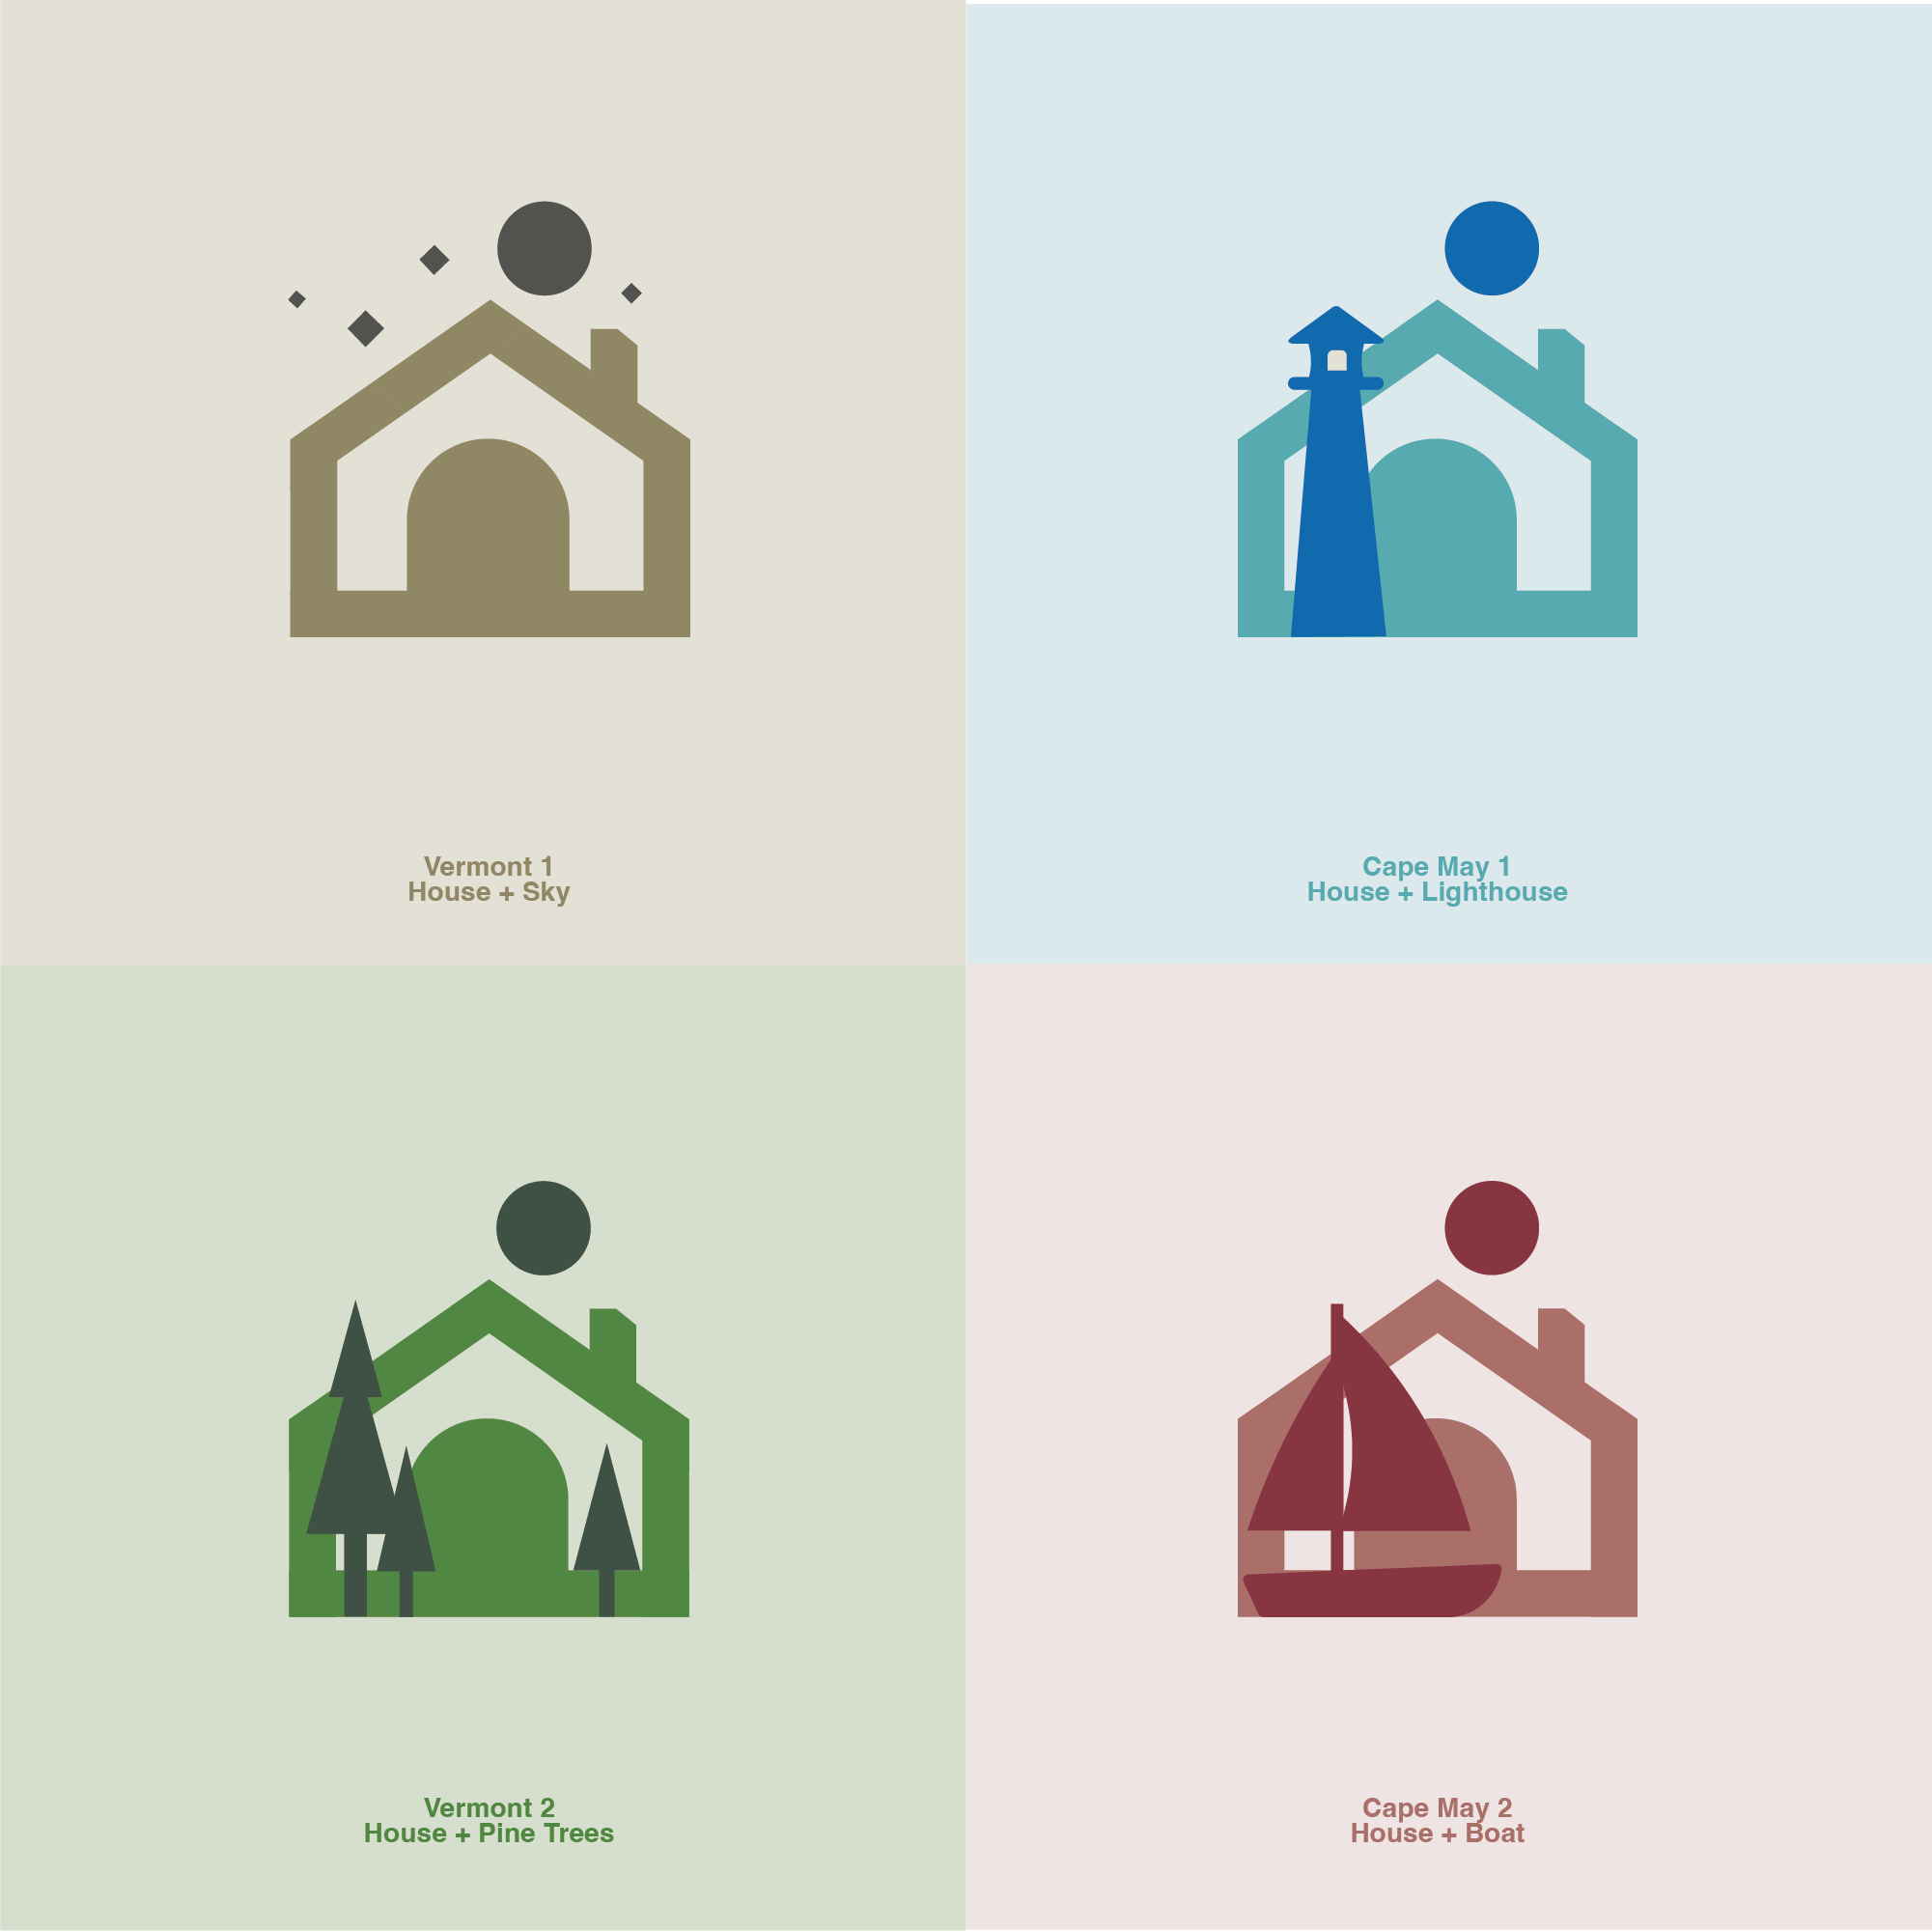 Vermont 1
House + Sky
Cape May 1
House + Lighthouse
Vermont 2
House + Pine Trees
Cape May 2
House + Boat